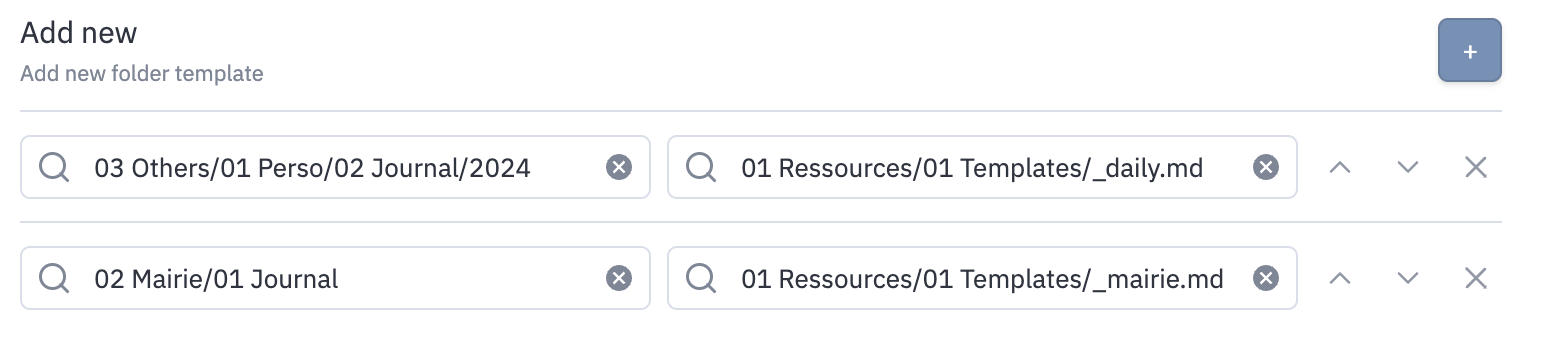 Add new
Add new folder template
+
03 Others/01 Perso/02 Journal/2024
01 Ressources/01 Templates/_daily.md
02 Mairie/01 Journal
01 Ressources/01 Templates/_mairie.md